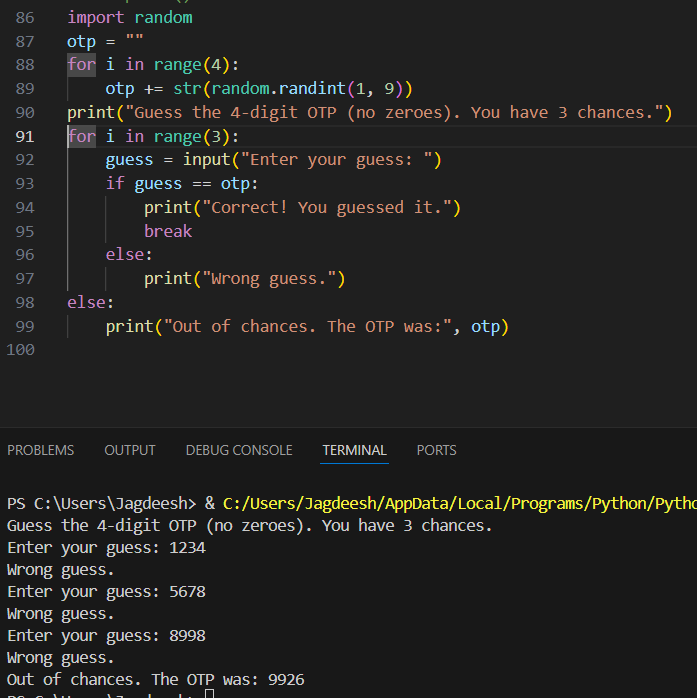 86 import random
87 otp = ""
88 for i in range(4):
89     otp += str(random.randint(1, 9))
90 print("Guess the 4-digit OTP (no zeroes). You have 3 chances.")
91 for i in range(3):
92     guess = input("Enter your guess: ")
93     if guess == otp:
94         print("Correct! You guessed it.")
95         break
96     else:
97         print("Wrong guess.")
98 else:
99     print("Out of chances. The OTP was:", otp)
100
PROBLEMS OUTPUT DEBUG CONSOLE TERMINAL PORTS
PS C:\Users\Jagdeesh> & C:/Users/Jagdeesh/AppData/Local/Programs/Python/Pytho
Guess the 4-digit OTP (no zeroes). You have 3 chances.
Enter your guess: 1234
Wrong guess.
Enter your guess: 5678
Wrong guess.
Enter your guess: 8998
Wrong guess.
Out of chances. The OTP was: 9926
PS C:\Users\Jagdeesh>